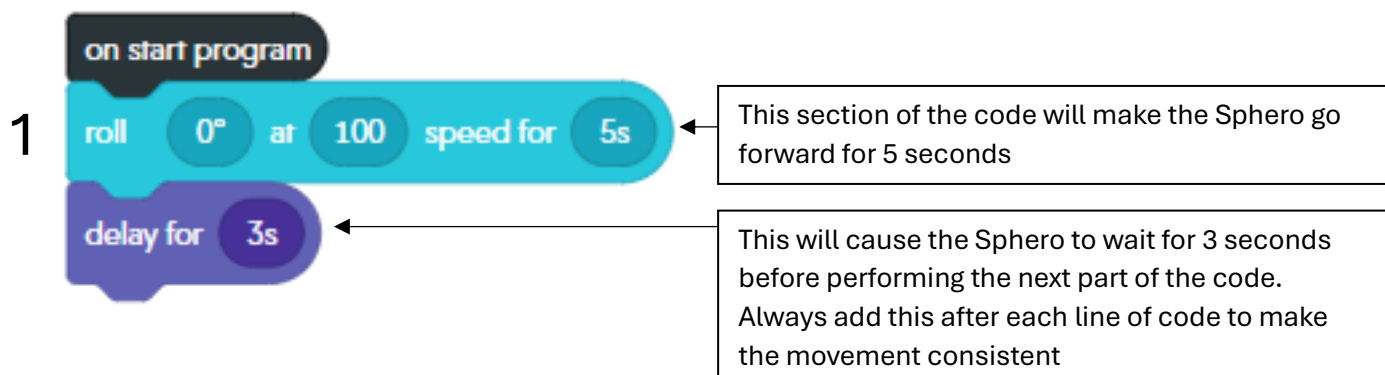 on start program
1
roll 0° at 100 speed for 5s
This section of the code will make the Sphero go
forward for 5 seconds
delay for 3s
This will cause the Sphero to wait for 3 seconds
before performing the next part of the code.
Always add this after each line of code to make
the movement consistent